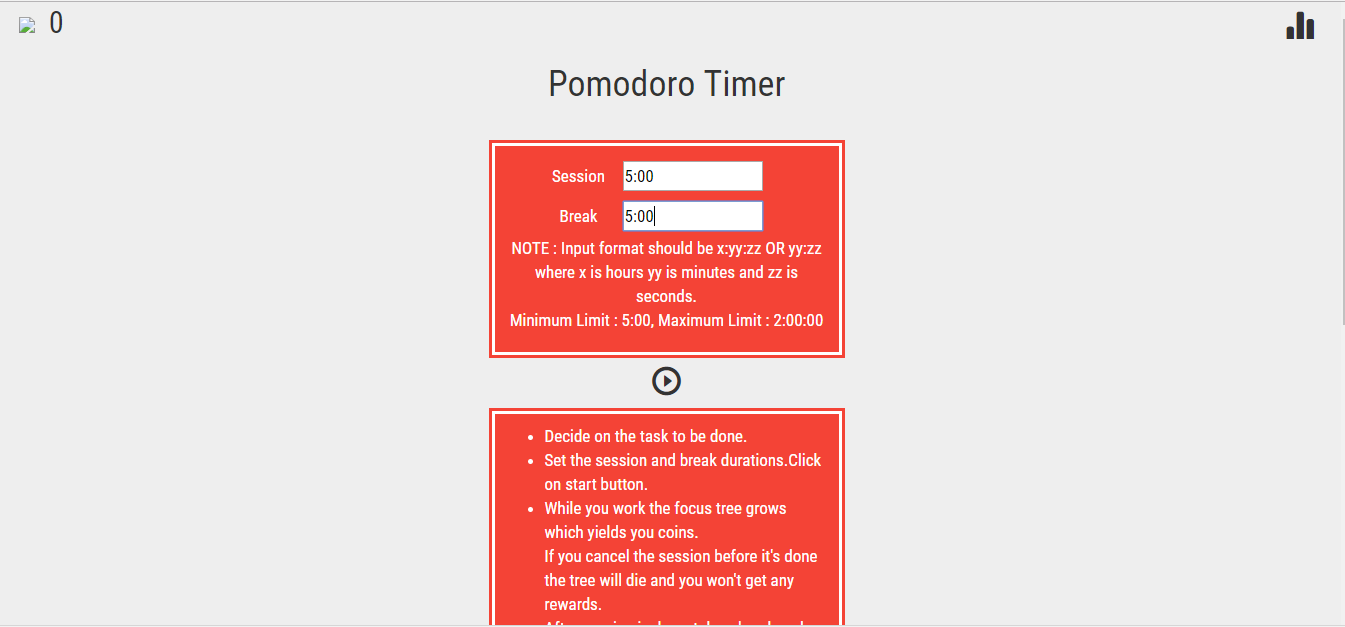 0
Pomodoro Timer
Session 5:00
Break 5:00
NOTE : Input format should be x:yy:zz OR yy:zz
where x is hours yy is minutes and zz is
seconds.
Minimum Limit : 5:00, Maximum Limit : 2:00:00
• Decide on the task to be done.
• Set the session and break durations.Click
on start button.
• While you work the focus tree grows
which yields you coins.
If you cancel the session before it's done
the tree will die and you won't get any
rewards.